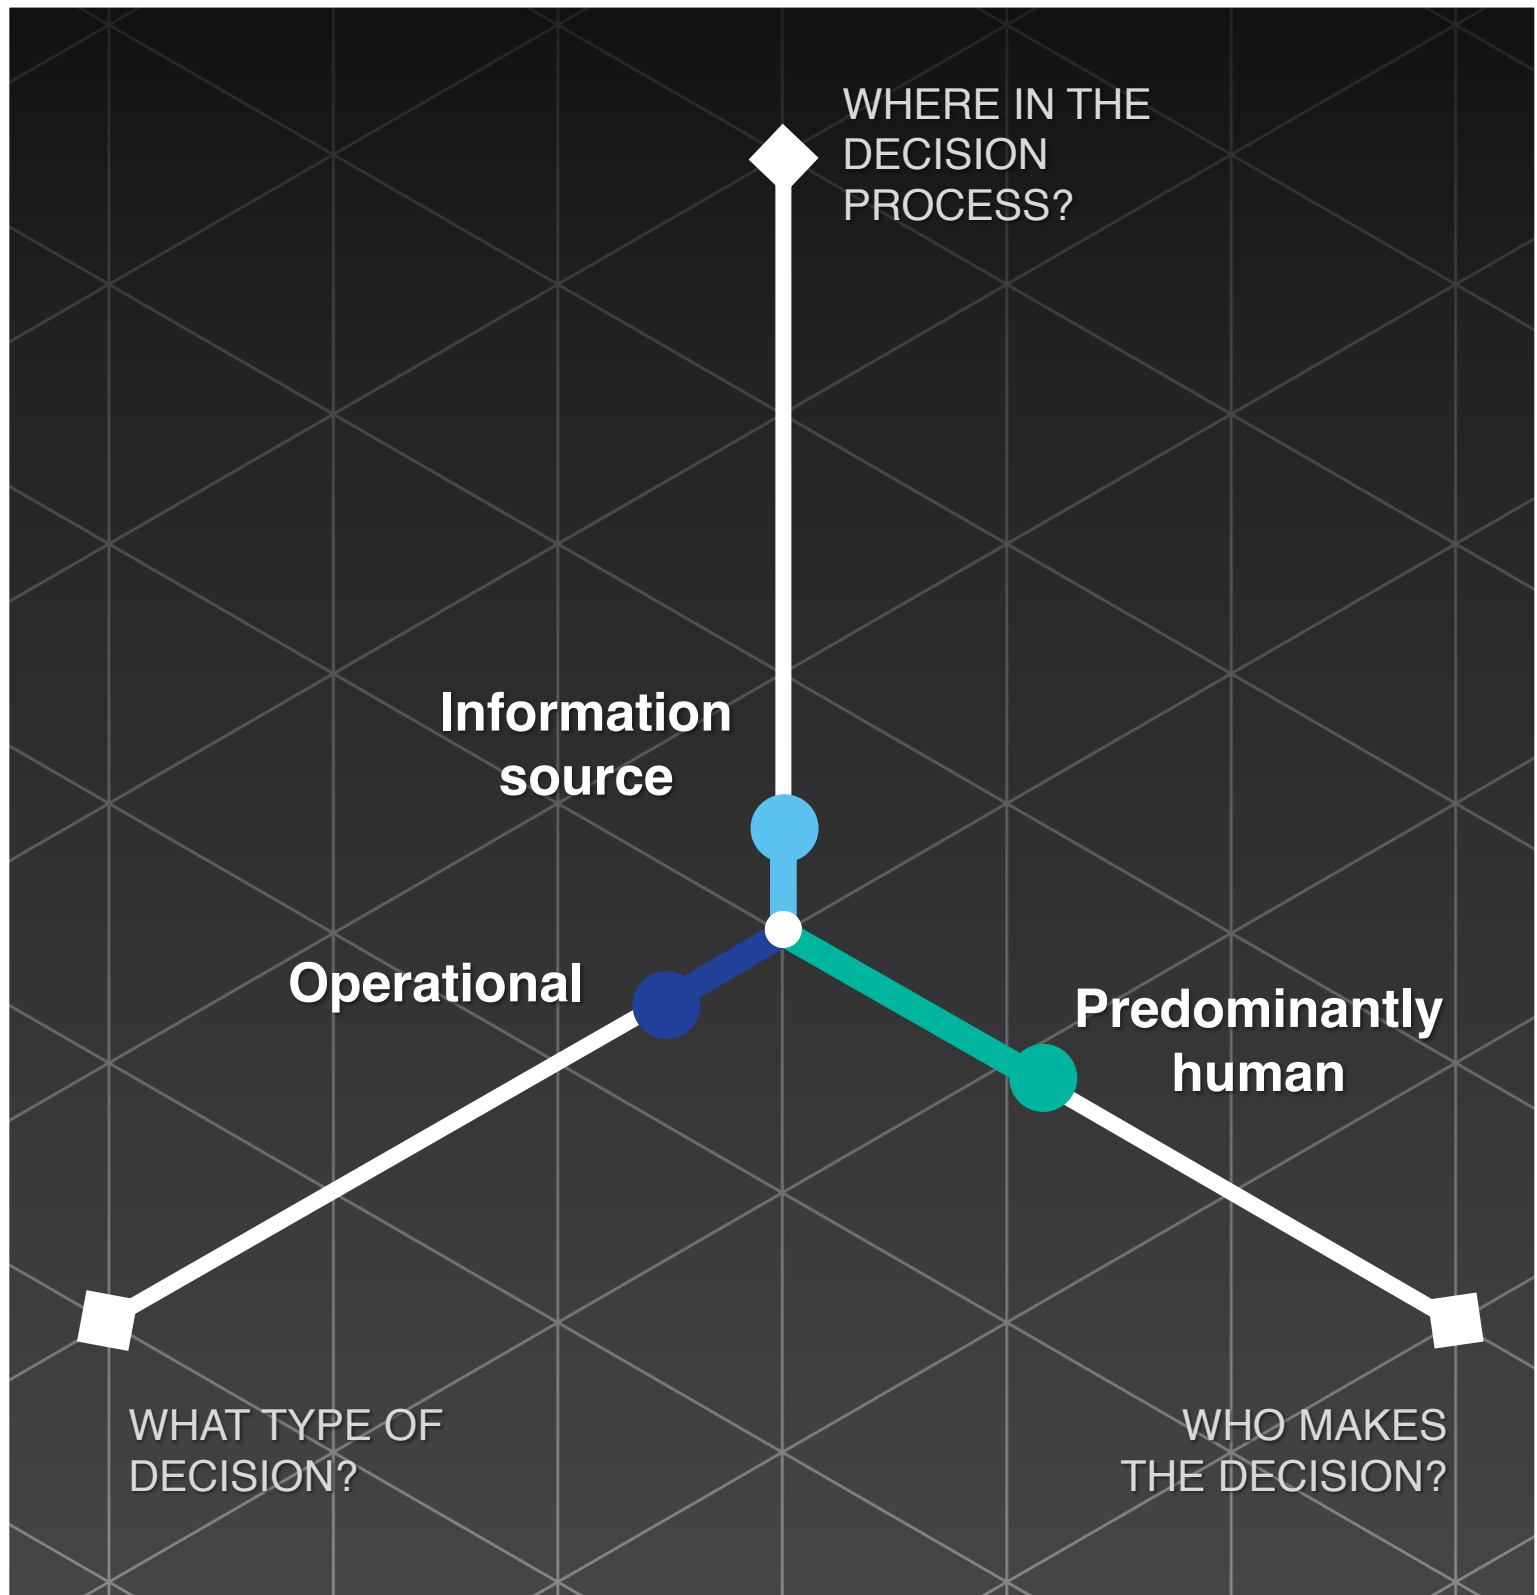 WHERE IN THE
DECISION
PROCESS?
Information
source
Operational
Predominantly
human
WHAT TYPE OF
DECISION?
WHO MAKES
THE DECISION?